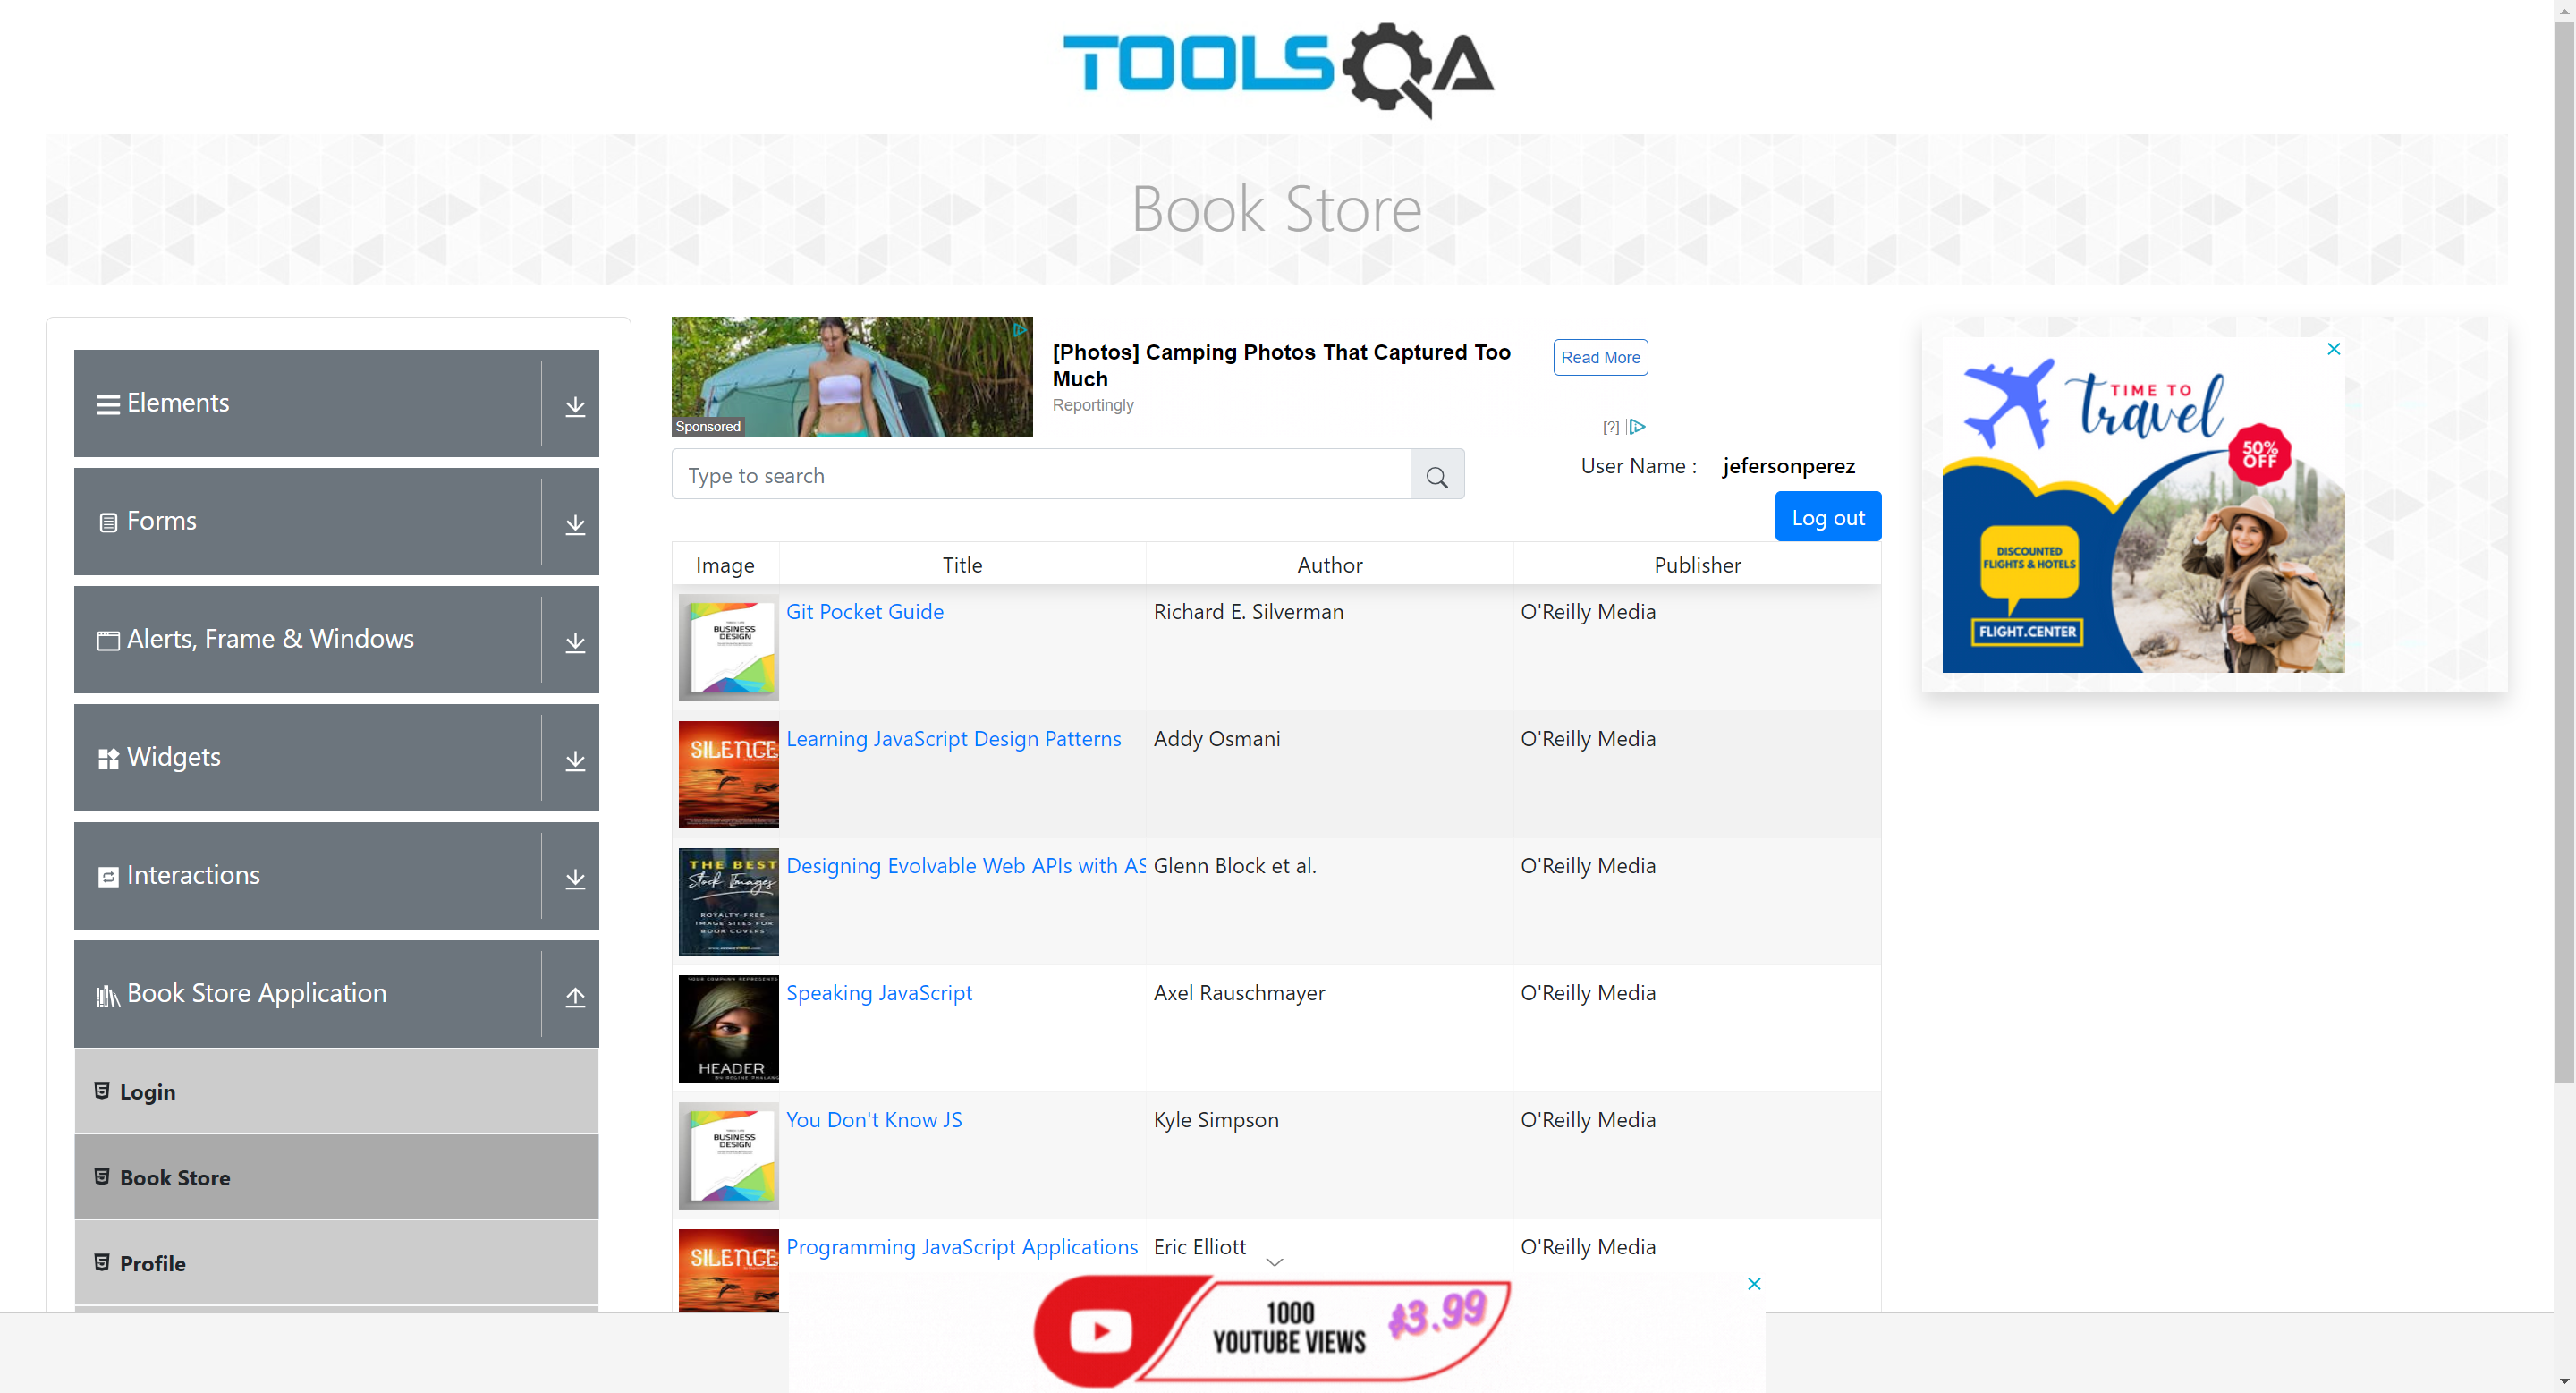 TOOLSQA
Book Store
Elements
Forms
Alerts, Frame & Windows
Widgets
Interactions
Book Store Application
Login
Book Store
Profile
Sponsored
[Photos] Camping Photos That Captured Too
Much
Reportingly
Read More
[?]
Type to search
User Name : jefersonperez
Log out
Image Title Author Publisher
BUSINESS
DESIGN
Git Pocket Guide Richard E. Silverman O'Reilly Media
SILENCE
Learning JavaScript Design Patterns Addy Osmani O'Reilly Media
THE BEST
Stock Images
ROYALTY-FREE
IMAGE SITES FOR
BOOK COVERS
Designing Evolvable Web APIs with AS Glenn Block et al. O'Reilly Media
YOUR COMPANY REPRESENTS
HEADER
Speaking JavaScript Axel Rauschmayer O'Reilly Media
BUSINESS
DESIGN
You Don't Know JS Kyle Simpson O'Reilly Media
SILENCE
Programming JavaScript Applications Eric Elliott O'Reilly Media
TIME TO
travel
50%
OFF
DISCOUNTED
FLIGHTS & HOTELS
FLIGHT.CENTER
1000
YOUTUBE VIEWS
$3.99